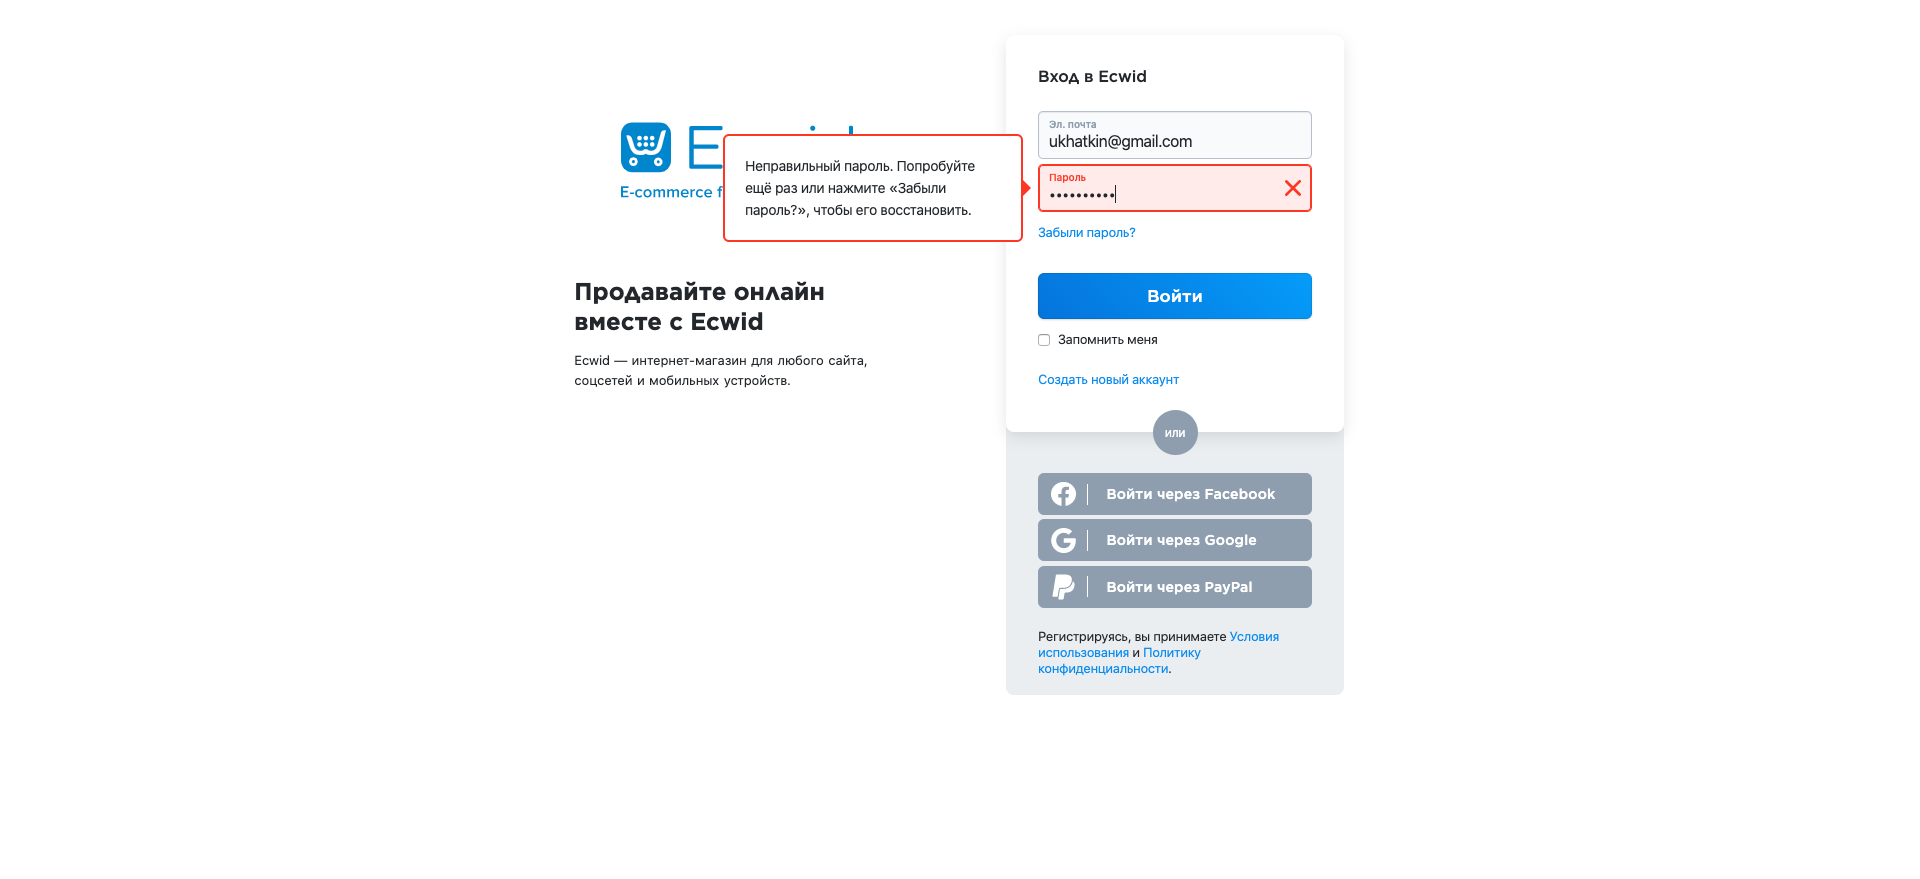 E-commerce f
Неправильный пароль. Попробуйте
ещё раз или нажмите «Забыли
пароль?», чтобы его восстановить.
Продавайте онлайн
вместе с Ecwid
Ecwid — интернет-магазин для любого сайта,
соцсетей и мобильных устройств.
Вход в Ecwid
Эл. почта
ukhatkin@gmail.com
Пароль
••••••••••
Забыли пароль?
Войти
Запомнить меня
Создать новый аккаунт
или
Войти через Facebook
Войти через Google
Войти через PayPal
Регистрируясь, вы принимаете Условия
использования и Политику
конфиденциальности.